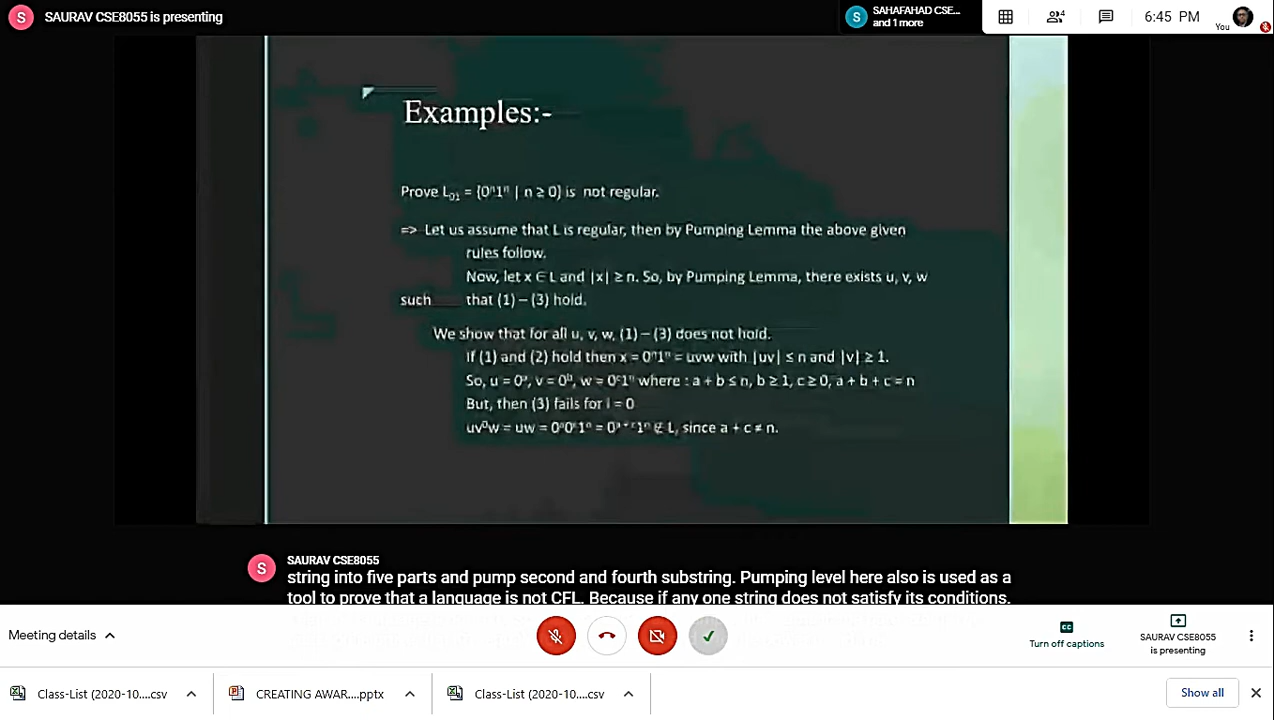 S SAURAV CSE8055 is presenting
S SAHAFAHAD CSE...
and 1 more
4
6:45 PM
You
Examples:-
Prove L₀₁ = {0ⁿ1ⁿ | n ≥ 0} is not regular.
=> Let us assume that L is regular, then by Pumping Lemma the above given
rules follow.
Now, let x ∈ L and |x| ≥ n. So, by Pumping Lemma, there exists u, v, w
such that (1) – (3) hold.
We show that for all u, v, w, (1) – (3) does not hold.
If (1) and (2) hold then x = 0ⁿ1ⁿ = uvw with |uv| ≤ n and |v| ≥ 1.
So, u = 0ᵃ, v = 0ᵇ, w = 0ᶜ1ⁿ where : a + b ≤ n, b ≥ 1, c ≥ 0, a + b + c = n
But, then (3) fails for i = 0
uv⁰w = uw = 0ᵃ0ᶜ1ⁿ = 0ᵃ⁺ᶜ1ⁿ ∉ L, since a + c ≠ n.
S SAURAV CSE8055
string into five parts and pump second and fourth substring. Pumping level here also is used as a
tool to prove that a language is not CFL. Because if any one string does not satisfy its conditions.
Meeting details
CC
Turn off captions
SAURAV CSE8055
is presenting
Class-List (2020-10....csv
CREATING AWAR....pptx
Class-List (2020-10....csv
Show all